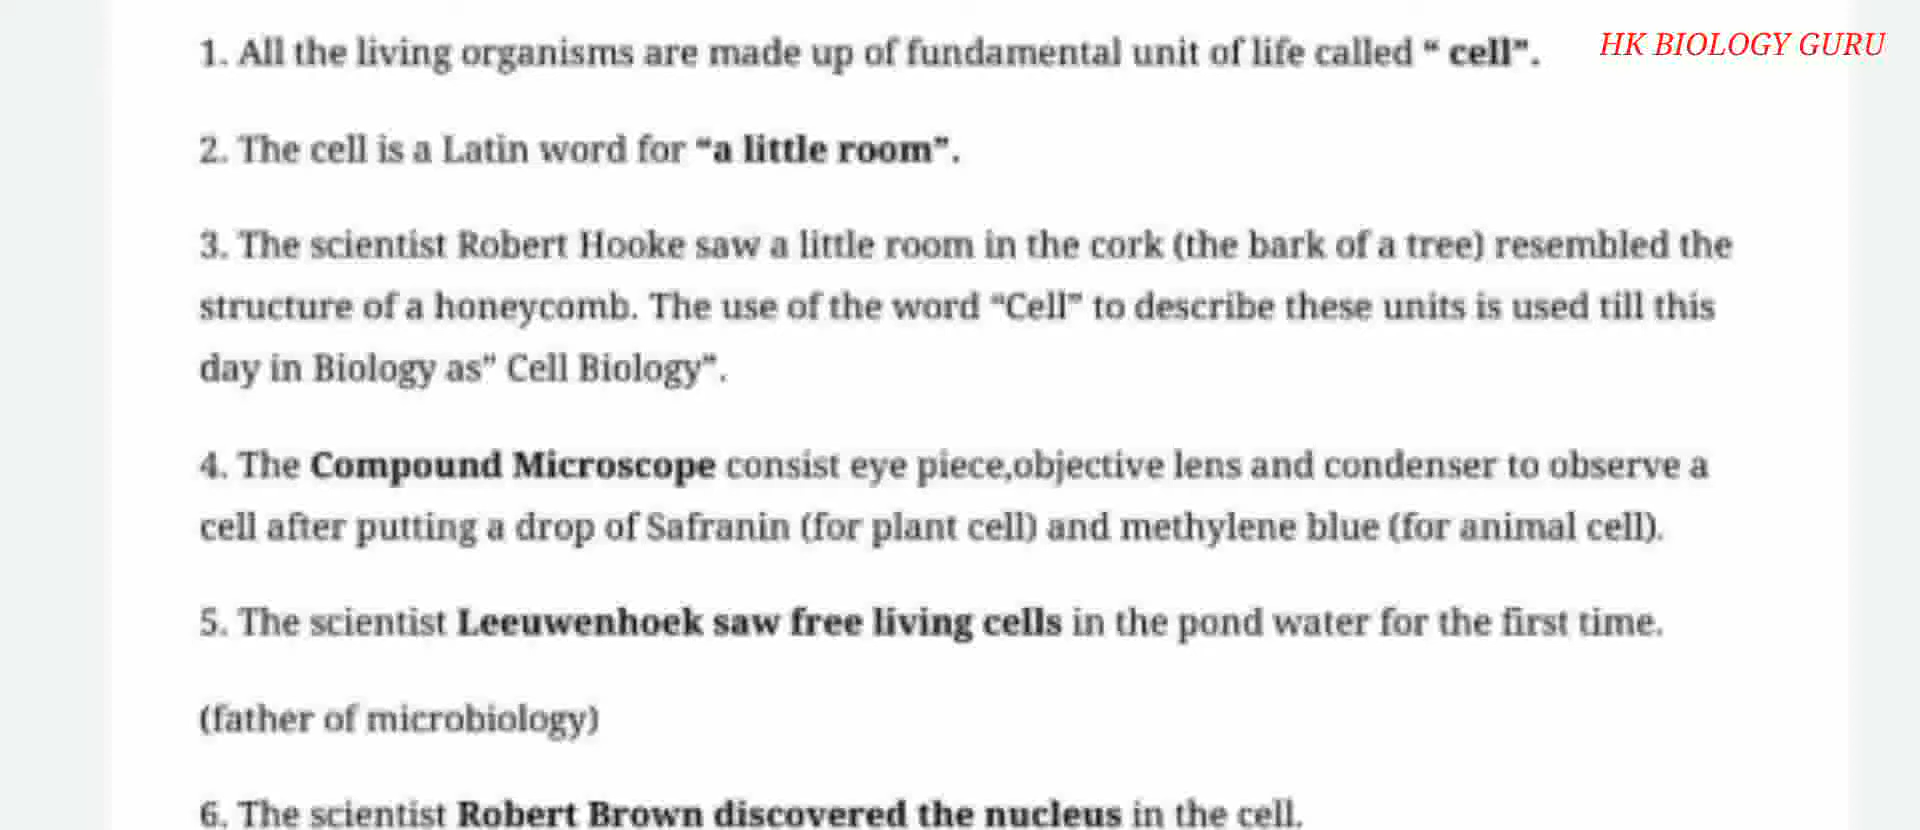 1. All the living organisms are made up of fundamental unit of life called “ cell”.
HK BIOLOGY GURU
2. The cell is a Latin word for “a little room”.
3. The scientist Robert Hooke saw a little room in the cork (the bark of a tree) resembled the
structure of a honeycomb. The use of the word “Cell” to describe these units is used till this
day in Biology as” Cell Biology”.
4. The Compound Microscope consist eye piece,objective lens and condenser to observe a
cell after putting a drop of Safranin (for plant cell) and methylene blue (for animal cell).
5. The scientist Leeuwenhoek saw free living cells in the pond water for the first time.
(father of microbiology)
6. The scientist Robert Brown discovered the nucleus in the cell.